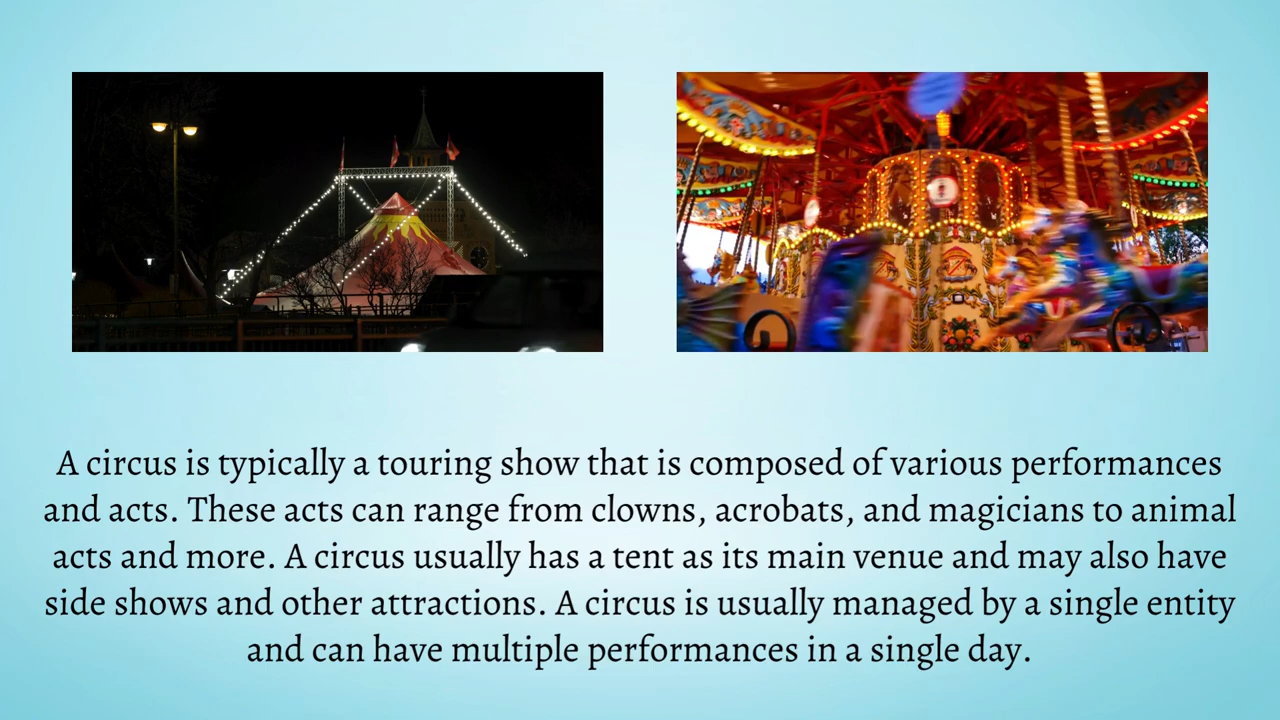 A circus is typically a touring show that is composed of various performances
and acts. These acts can range from clowns, acrobats, and magicians to animal
acts and more. A circus usually has a tent as its main venue and may also have
side shows and other attractions. A circus is usually managed by a single entity
and can have multiple performances in a single day.